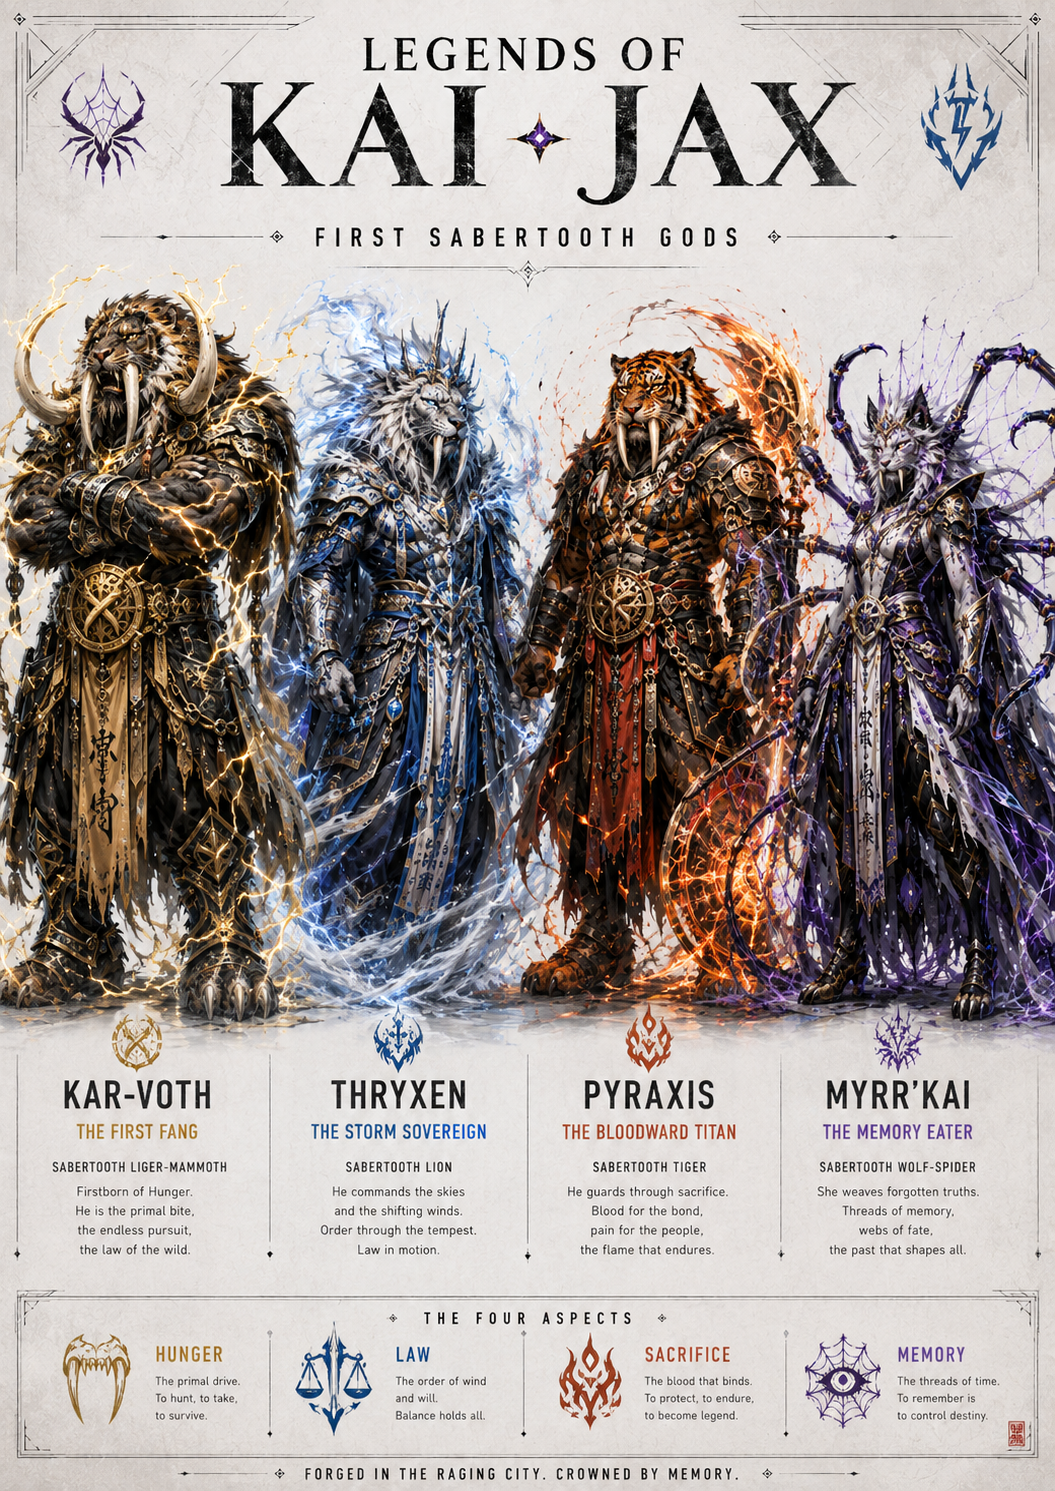 LEGENDS OF
KAI JAX
FIRST SABERTOOTH GODS
KAR-VOTH
THE FIRST FANG
SABERTOOTH LIGER-MAMMOTH
Firstborn of Hunger.
He is the primal bite,
the endless pursuit,
the law of the wild.
THRYXEN
THE STORM SOVEREIGN
SABERTOOTH LION
He commands the skies
and the shifting winds.
Order through the tempest.
Law in motion.
PYRAXIS
THE BLOODWARD TITAN
SABERTOOTH TIGER
He guards through sacrifice.
Blood for the bond,
pain for the people,
the flame that endures.
MYRR'KAI
THE MEMORY EATER
SABERTOOTH WOLF-SPIDER
She weaves forgotten truths.
Threads of memory,
webs of fate,
the past that shapes all.
THE FOUR ASPECTS
HUNGER
The primal drive.
To hunt, to take,
to survive.
LAW
The order of wind
and will.
Balance holds all.
SACRIFICE
The blood that binds.
To protect, to endure,
to become legend.
MEMORY
The threads of time.
To remember is
to control destiny.
FORGED IN THE RAGING CITY. CROWNED BY MEMORY.